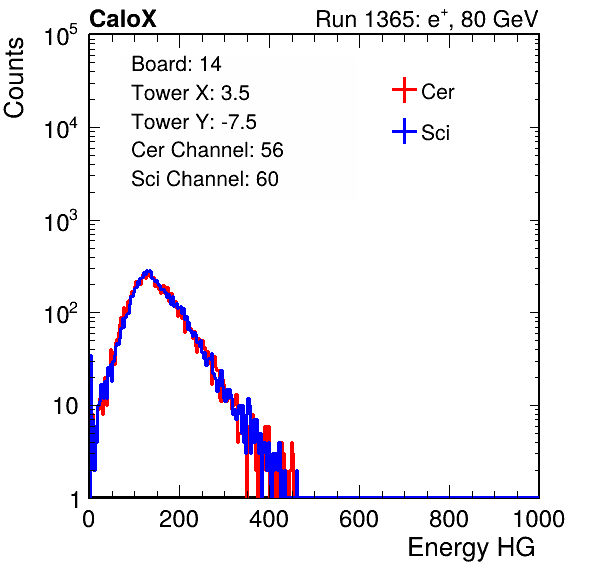 CaloX Run 1365: e⁺, 80 GeV
Counts
10⁵
10⁴
10³
10²
10
1
Board: 14
Tower X: 3.5
Tower Y: -7.5
Cer Channel: 56
Sci Channel: 60
Cer
Sci
0 200 400 600 800 1000
Energy HG